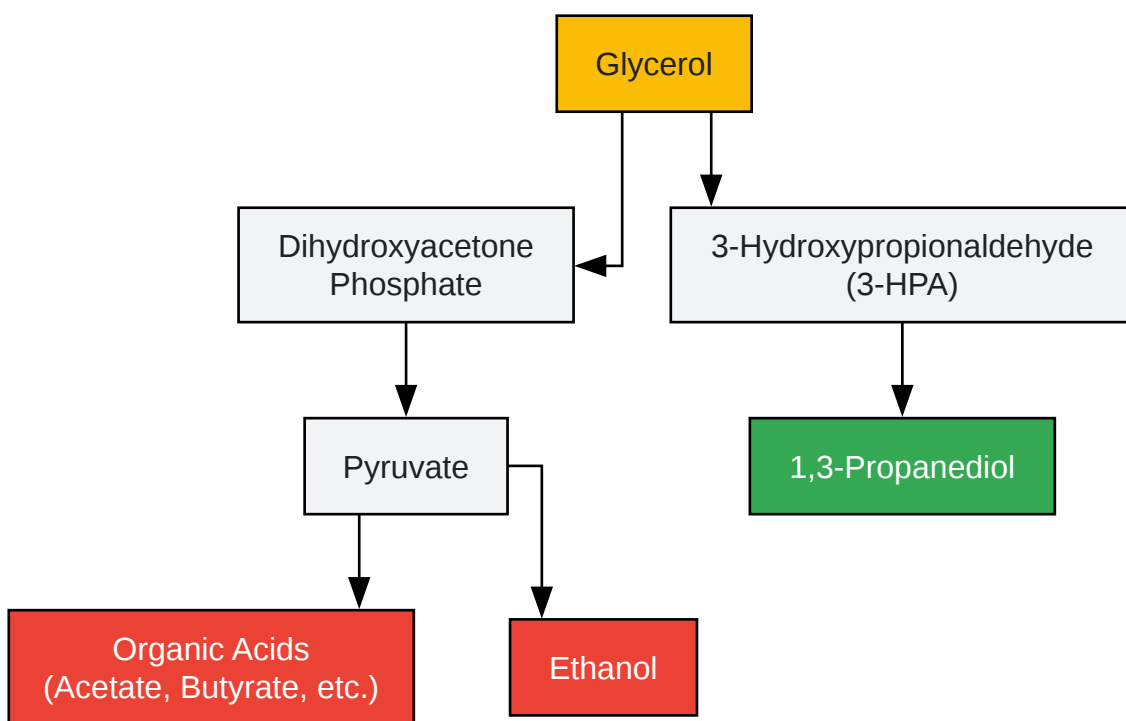 Glycerol
Dihydroxyacetone
Phosphate
3-Hydroxypropionaldehyde
(3-HPA)
Pyruvate
1,3-Propanediol
Organic Acids
(Acetate, Butyrate, etc.)
Ethanol